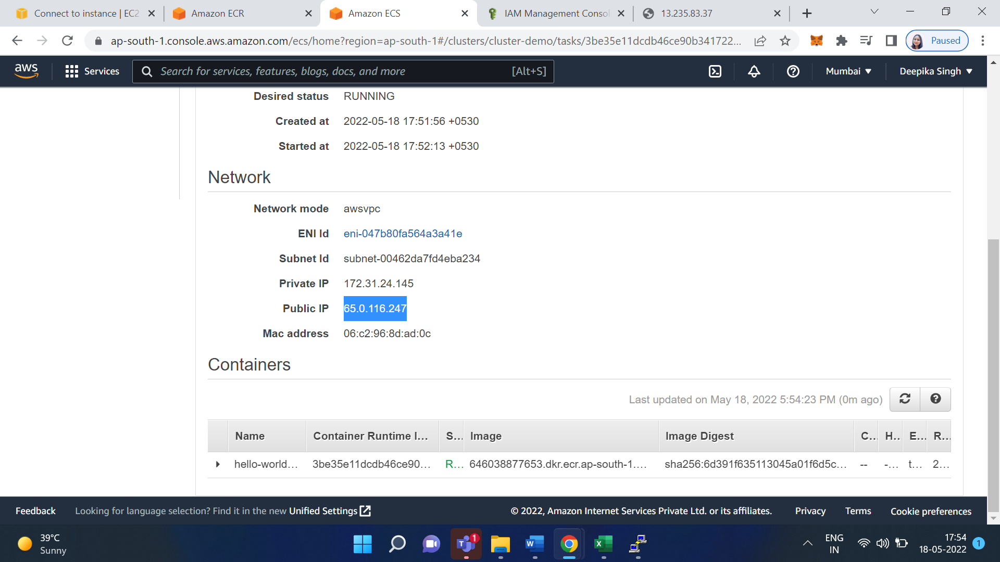 Connect to instance | EC2
Amazon ECR
Amazon ECS
IAM Management Consol
13.235.83.37
ap-south-1.console.aws.amazon.com/ecs/home?region=ap-south-1#/clusters/cluster-demo/tasks/3be35e11dcdb46ce90b341722...
Paused
aws
Services
Search for services, features, blogs, docs, and more
[Alt+S]
Mumbai
Deepika Singh
Desired status RUNNING
Created at 2022-05-18 17:51:56 +0530
Started at 2022-05-18 17:52:13 +0530
Network
Network mode awsvpc
ENI Id eni-047b80fa564a3a41e
Subnet Id subnet-00462da7fd4eba234
Private IP 172.31.24.145
Public IP 65.0.116.247
Mac address 06:c2:96:8d:ad:0c
Containers
Last updated on May 18, 2022 5:54:23 PM (0m ago)
Name Container Runtime I... S... Image Image Digest C... H... E... R...
hello-world... 3be35e11dcdb46ce90... R... 646038877653.dkr.ecr.ap-south-1.... sha256:6d391f635113045a01f6d5c... -- -... t... 2...
Feedback Looking for language selection? Find it in the new Unified Settings © 2022, Amazon Internet Services Private Ltd. or its affiliates. Privacy Terms Cookie preferences
39°C
Sunny
T
1
W
X
ENG
IN
17:54
18-05-2022
1